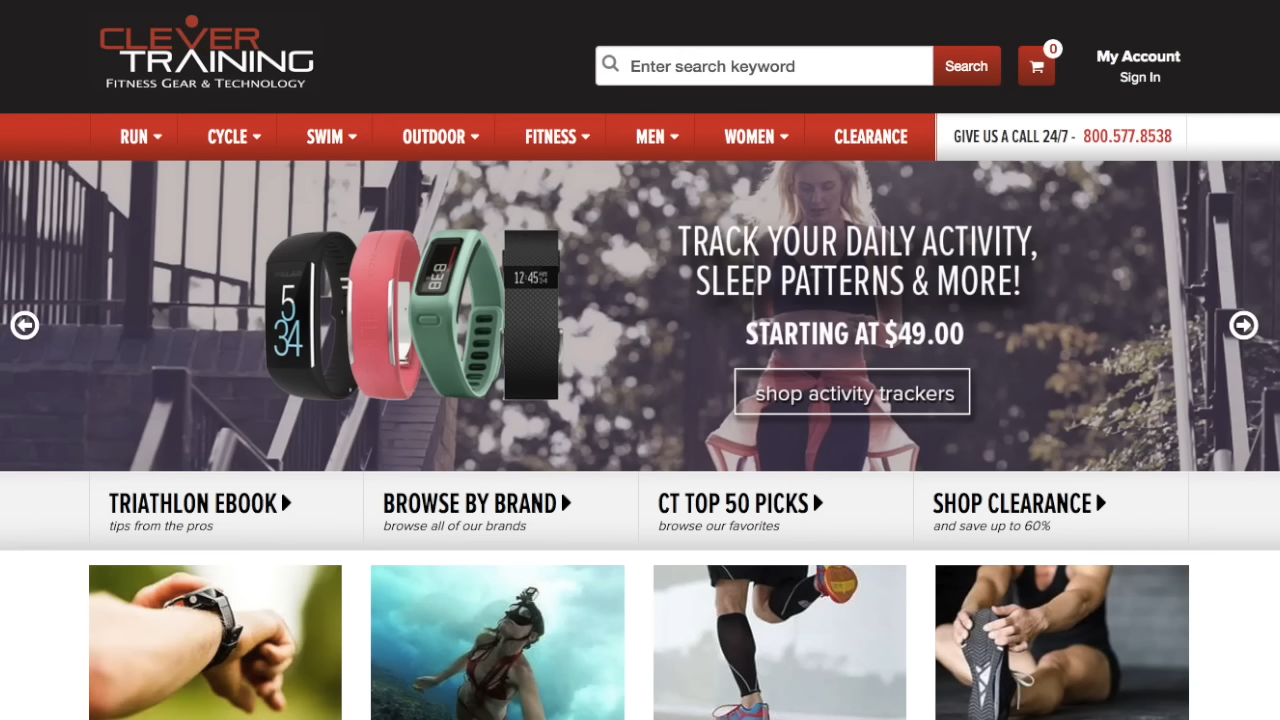 CLEVER
TRAINING
FITNESS GEAR & TECHNOLOGY
Enter search keyword
Search
0
My Account
Sign In
RUN
CYCLE
SWIM
OUTDOOR
FITNESS
MEN
WOMEN
CLEARANCE
GIVE US A CALL 24/7 - 800.577.8538
TRACK YOUR DAILY ACTIVITY,
SLEEP PATTERNS & MORE!
STARTING AT $49.00
shop activity trackers
POLAR
5
34
12:45
TRIATHLON EBOOK
tips from the pros
BROWSE BY BRAND
browse all of our brands
CT TOP 50 PICKS
browse our favorites
SHOP CLEARANCE
and save up to 60%